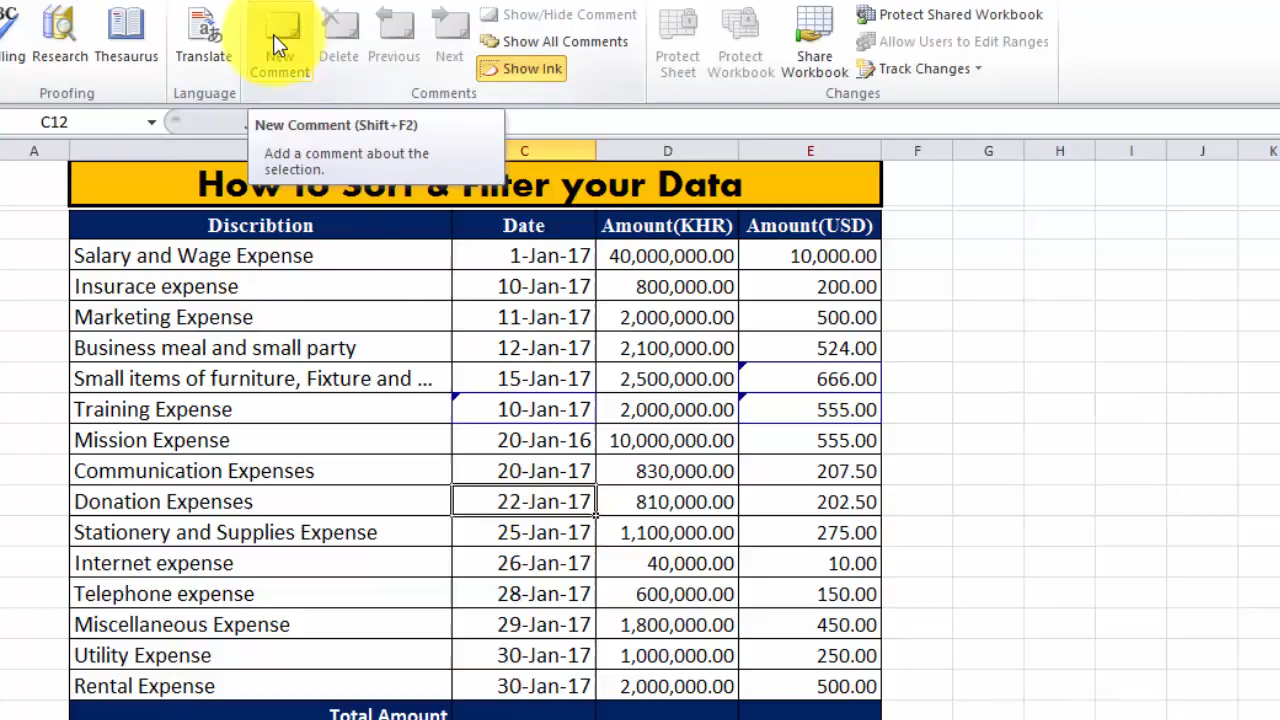 Show/Hide Comment
Protect Shared Workbook
Show All Comments
Allow Users to Edit Ranges
Research Thesaurus Translate New Comment Delete Previous Next
Show Ink
Protect Sheet Protect Workbook Share Workbook
Track Changes
Proofing Language Comments Changes
C12
New Comment (Shift+F2)
Add a comment about the
selection.
A C D E F G H I J K
How to Sort & Filter your Data
Discribtion Date Amount(KHR) Amount(USD)
Salary and Wage Expense 1-Jan-17 40,000,000.00 10,000.00
Insurace expense 10-Jan-17 800,000.00 200.00
Marketing Expense 11-Jan-17 2,000,000.00 500.00
Business meal and small party 12-Jan-17 2,100,000.00 524.00
Small items of furniture, Fixture and ... 15-Jan-17 2,500,000.00 666.00
Training Expense 10-Jan-17 2,000,000.00 555.00
Mission Expense 20-Jan-16 10,000,000.00 555.00
Communication Expenses 20-Jan-17 830,000.00 207.50
Donation Expenses 22-Jan-17 810,000.00 202.50
Stationery and Supplies Expense 25-Jan-17 1,100,000.00 275.00
Internet expense 26-Jan-17 40,000.00 10.00
Telephone expense 28-Jan-17 600,000.00 150.00
Miscellaneous Expense 29-Jan-17 1,800,000.00 450.00
Utility Expense 30-Jan-17 1,000,000.00 250.00
Rental Expense 30-Jan-17 2,000,000.00 500.00
Total Amount